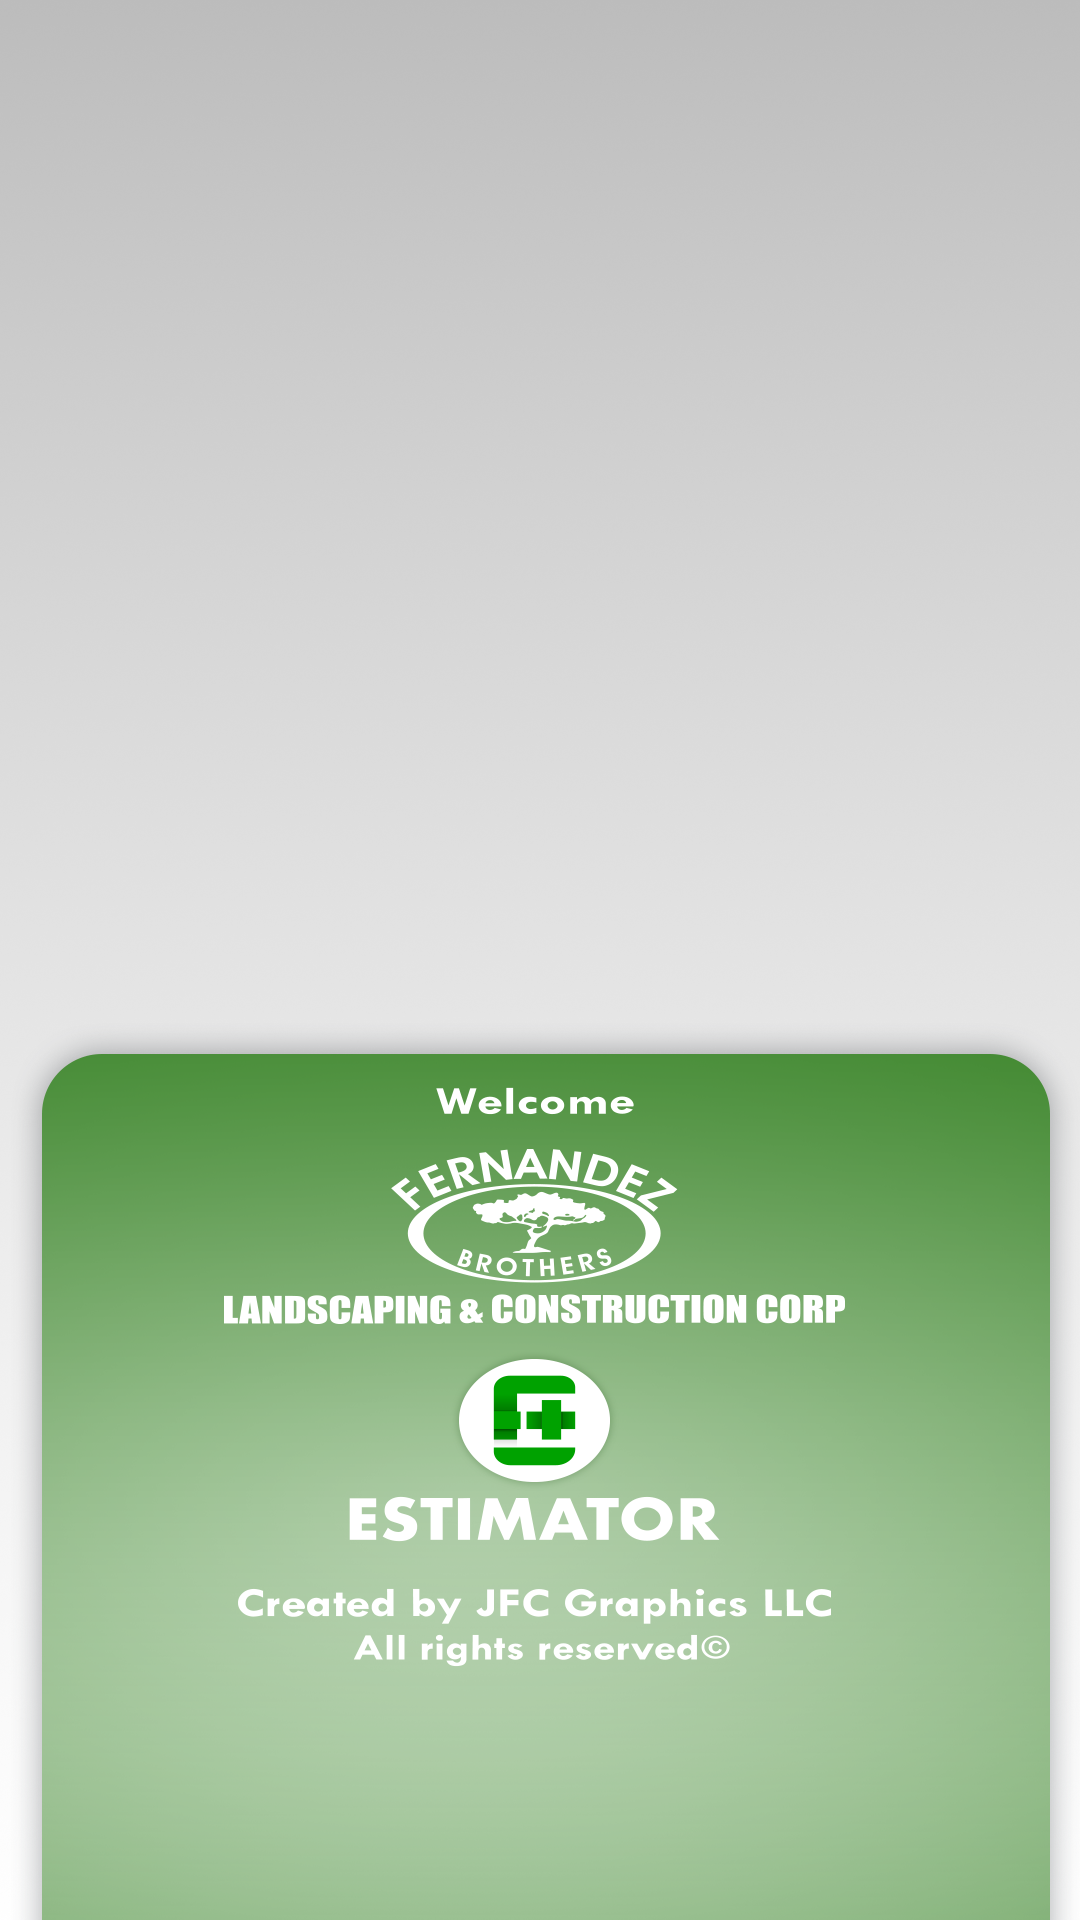 Welcome
FERNANDEZ
BROTHERS
LANDSCAPING & CONSTRUCTION CORP
ESTIMATOR
Created by JFC Graphics LLC
All rights reserved©